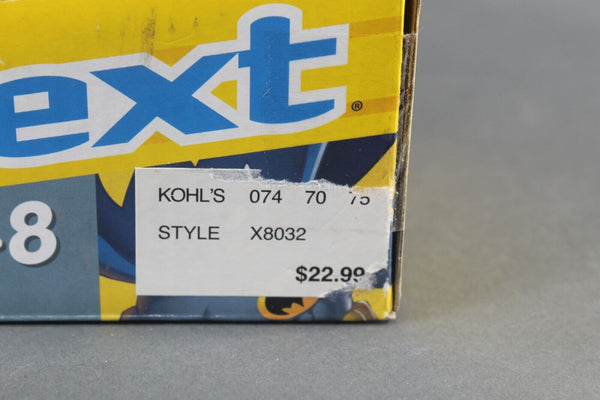 ext®
-8
KOHL'S 074 70 75
STYLE X8032
$22.99